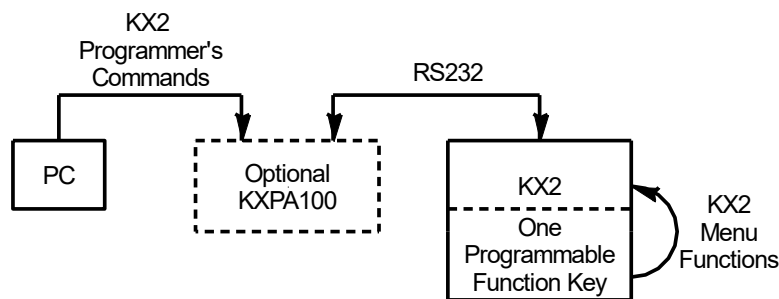 KX2
Programmer's
Commands
RS232
PC
Optional
KXPA100
KX2
One
Programmable
Function Key
KX2
Menu
Functions